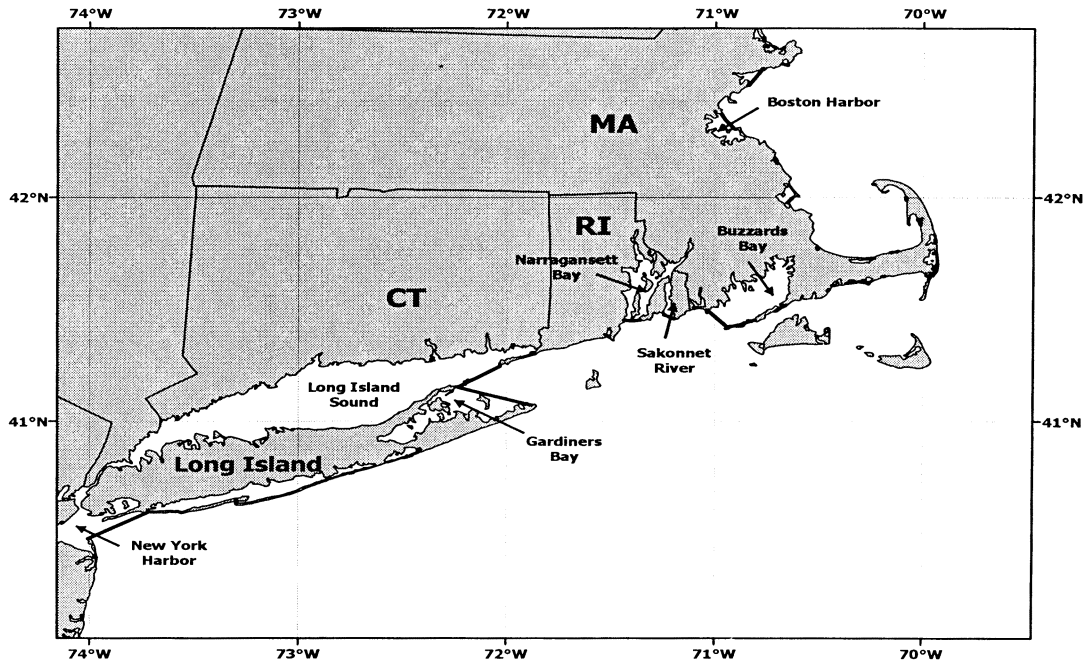 74°W 73°W 72°W 71°W 70°W
Boston Harbor
MA
42°N 42°N
RI
Buzzards
Bay
Narragansett
Bay
CT
Sakonnet
River
Long Island
Sound
41°N 41°N
Gardiners
Bay
Long Island
New York
Harbor
74°W 73°W 72°W 71°W 70°W